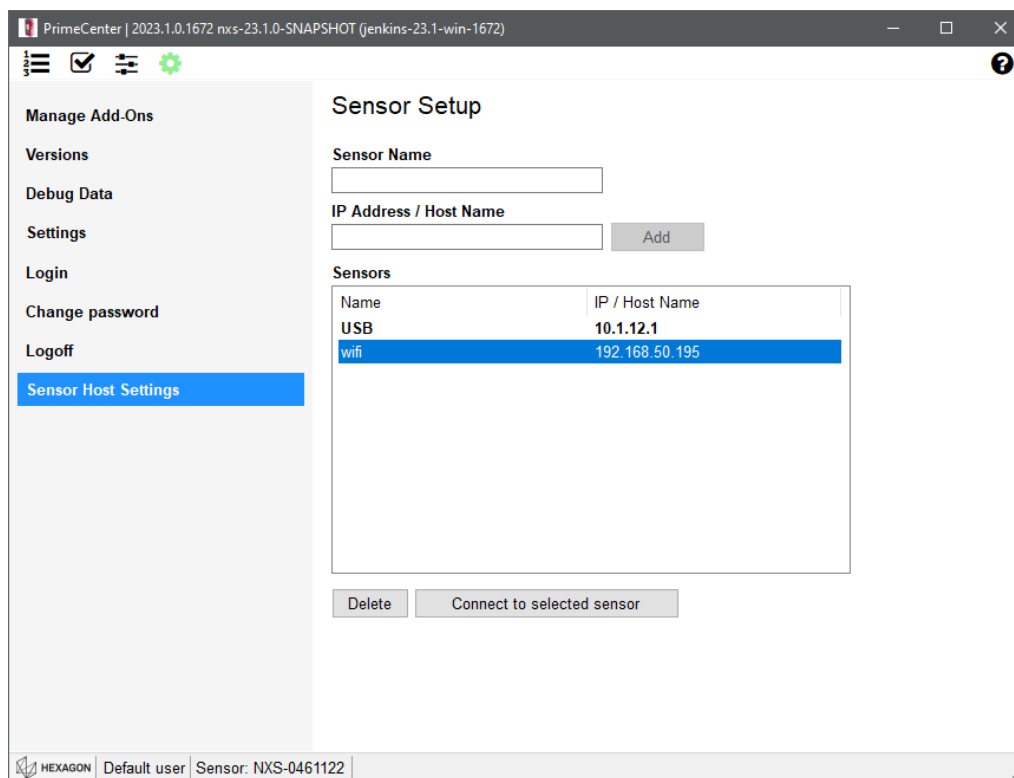 PrimeCenter | 2023.1.0.1672 nxs-23.1.0-SNAPSHOT (jenkins-23.1-win-1672)
1
2
3
?
Manage Add-Ons
Versions
Debug Data
Settings
Login
Change password
Logoff
Sensor Host Settings
Sensor Setup
Sensor Name
IP Address / Host Name
Add
Sensors
Name IP / Host Name
USB 10.1.12.1
wifi 192.168.50.195
Delete Connect to selected sensor
HEXAGON Default user Sensor: NXS-0461122